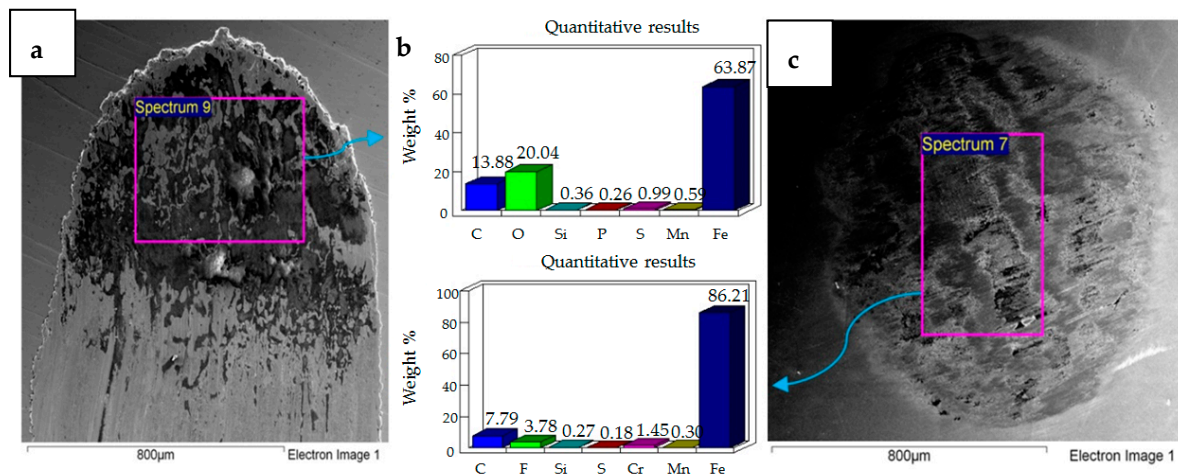 a
Spectrum 9
800µm
Electron Image 1
b
Quantitative results
Weight %
80
60
40
20
0
13.88
20.04
0.36
0.26
0.99
0.59
63.87
C O Si P S Mn Fe
Quantitative results
Weight %
100
80
60
40
20
0
7.79
3.78
0.27
0.18
1.45
0.30
86.21
C F Si S Cr Mn Fe
c
Spectrum 7
800µm
Electron Image 1